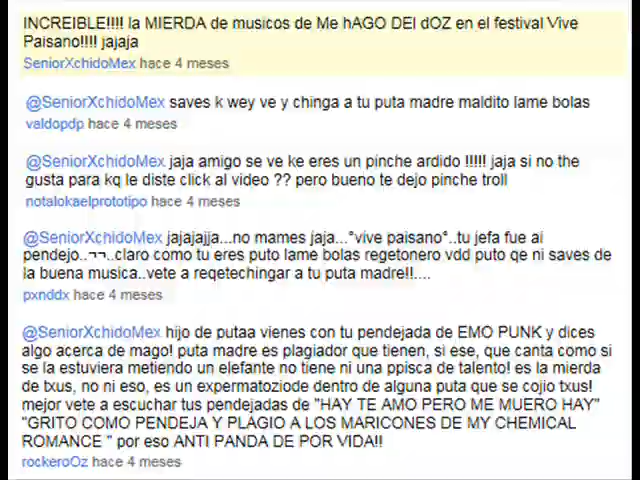 INCREIBLE!!!! la MIERDA de musicos de Me hAGO DEl dOZ en el festival Vive
Paisano!!!! jajaja
SeniorXchidoMex hace 4 meses
@SeniorXchidoMex saves k wey ve y chinga a tu puta madre maldito lame bolas
valdopdp hace 4 meses
@SeniorXchidoMex jaja amigo se ve ke eres un pinche ardido !!!!! jaja si no the
gusta para kq le diste click al video ?? pero bueno te dejo pinche troll
notalokaelprototipo hace 4 meses
@SeniorXchidoMex jajajajja...no mames jaja...°vive paisano°..tu jefa fue ai
pendejo..¬¬..claro como tu eres puto lame bolas regetonero vdd puto qe ni saves de
la buena musica..vete a reqetechingar a tu puta madre!!....
pxnddx hace 4 meses
@SeniorXchidoMex hijo de putaa vienes con tu pendejada de EMO PUNK y dices
algo acerca de mago! puta madre es plagiador que tienen, si ese, que canta como si
se la estuviera metiendo un elefante no tiene ni una ppisca de talento! es la mierda
de txus, no ni eso, es un expermatoziode dentro de alguna puta que se cojio txus!
mejor vete a escuchar tus pendejadas de "HAY TE AMO PERO ME MUERO HAY"
"GRITO COMO PENDEJA Y PLAGIO A LOS MARICONES DE MY CHEMICAL
ROMANCE " por eso ANTI PANDA DE POR VIDA!!
rockeroOz hace 4 meses